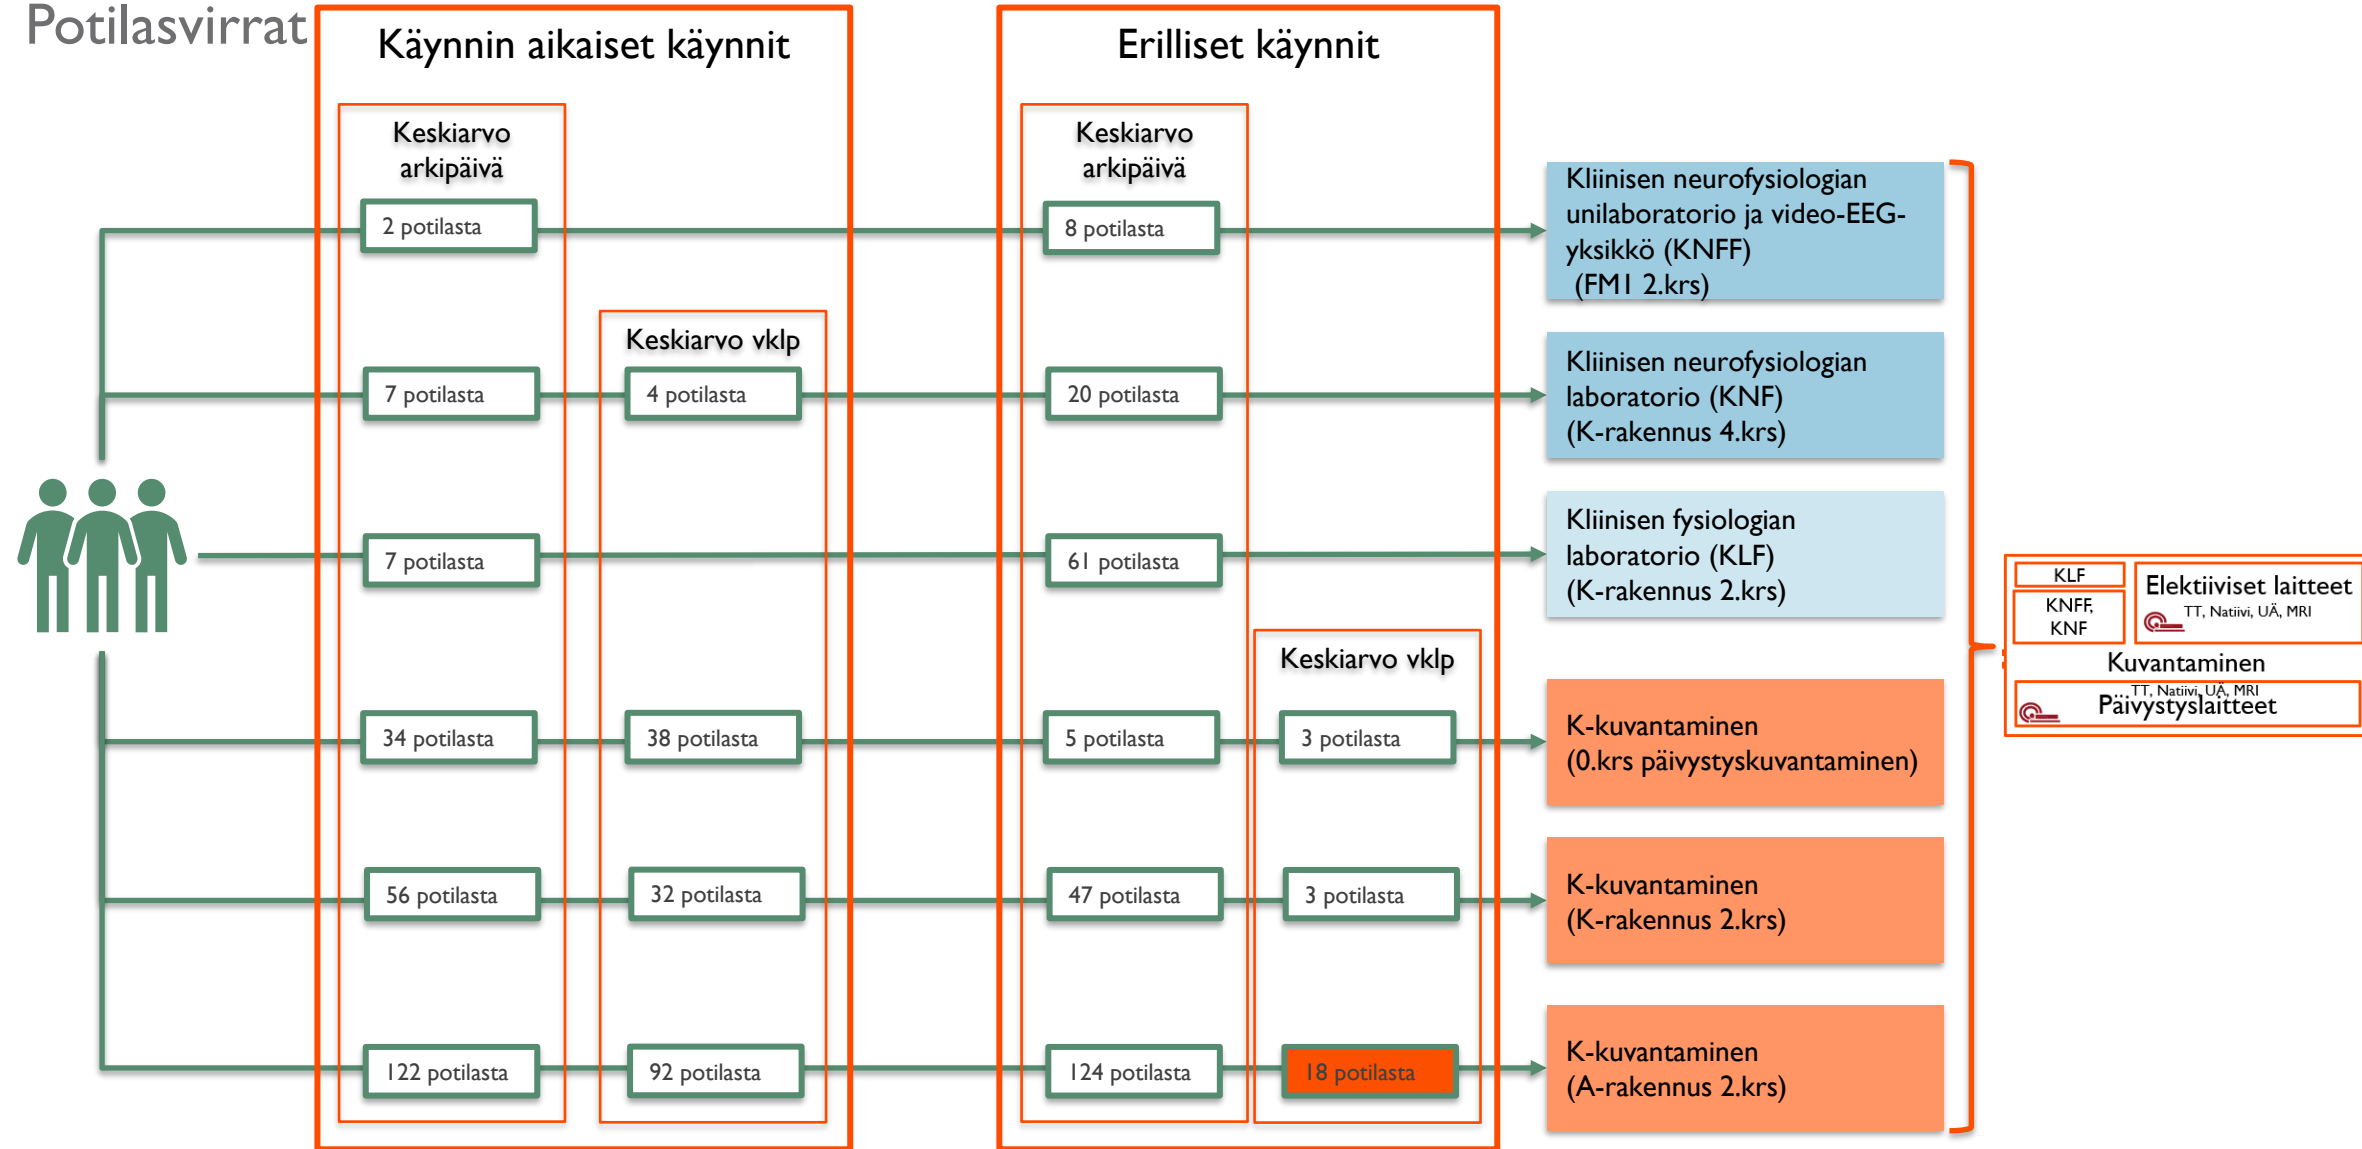 Potilasvirrat
Käynnin aikaiset käynnit
Erilliset käynnit
Keskiarvo
arkipäivä
Keskiarvo
arkipäivä
2 potilasta
8 potilasta
Kliinisen neurofysiologian
unilaboratorio ja video-EEG-
yksikkö (KNFF)
(FM1 2.krs)
Keskiarvo vklp
7 potilasta
4 potilasta
20 potilasta
Kliinisen neurofysiologian
laboratorio (KNF)
(K-rakennus 4.krs)
7 potilasta
61 potilasta
Kliinisen fysiologian
laboratorio (KLF)
(K-rakennus 2.krs)
Keskiarvo vklp
34 potilasta
38 potilasta
5 potilasta
3 potilasta
K-kuvantaminen
(0.krs päivystyskuvantaminen)
56 potilasta
32 potilasta
47 potilasta
3 potilasta
K-kuvantaminen
(K-rakennus 2.krs)
122 potilasta
92 potilasta
124 potilasta
18 potilasta
K-kuvantaminen
(A-rakennus 2.krs)
KLF
KNFF,
KNF
Elektiiviset laitteet
TT, Natiivi, UÄ, MRI
Kuvantaminen
TT, Natiivi, UÄ, MRI
Päivystyslaitteet